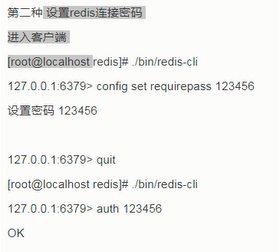 第二种 设置redis连接密码
进入客户端
[root@localhost redis]# ./bin/redis-cli
127.0.0.1:6379> config set requirepass 123456
设置密码 123456
127.0.0.1:6379> quit
[root@localhost redis]# ./bin/redis-cli
127.0.0.1:6379> auth 123456
OK